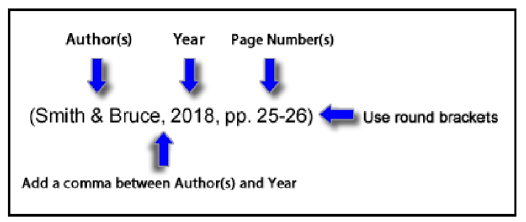 Author(s) Year Page Number(s)
(Smith & Bruce, 2018, pp. 25-26) Use round brackets
Add a comma between Author(s) and Year